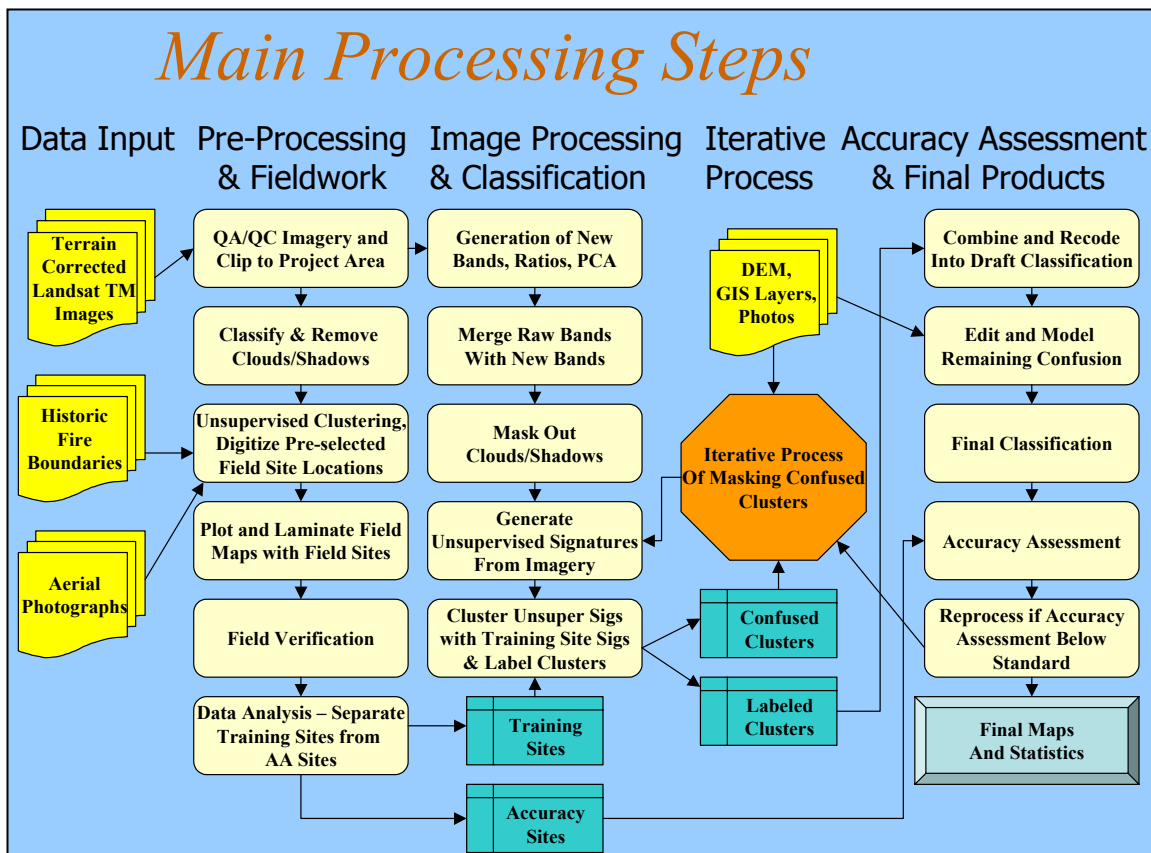 Main Processing Steps
Data Input
Pre-Processing
& Fieldwork
Image Processing
& Classification
Iterative
Process
Accuracy Assessment
& Final Products
Terrain
Corrected
Landsat TM
Images
Historic
Fire
Boundaries
Aerial
Photographs
QA/QC Imagery and
Clip to Project Area
Classify & Remove
Clouds/Shadows
Unsupervised Clustering,
Digitize Pre-selected
Field Site Locations
Plot and Laminate Field
Maps with Field Sites
Field Verification
Data Analysis – Separate
Training Sites from
AA Sites
Generation of New
Bands, Ratios, PCA
Merge Raw Bands
With New Bands
Mask Out
Clouds/Shadows
Generate
Unsupervised Signatures
From Imagery
Cluster Unsuper Sigs
with Training Site Sigs
& Label Clusters
Training
Sites
Accuracy
Sites
DEM,
GIS Layers,
Photos
Iterative Process
Of Masking Confused
Clusters
Confused
Clusters
Labeled
Clusters
Combine and Recode
Into Draft Classification
Edit and Model
Remaining Confusion
Final Classification
Accuracy Assessment
Reprocess if Accuracy
Assessment Below
Standard
Final Maps
And Statistics